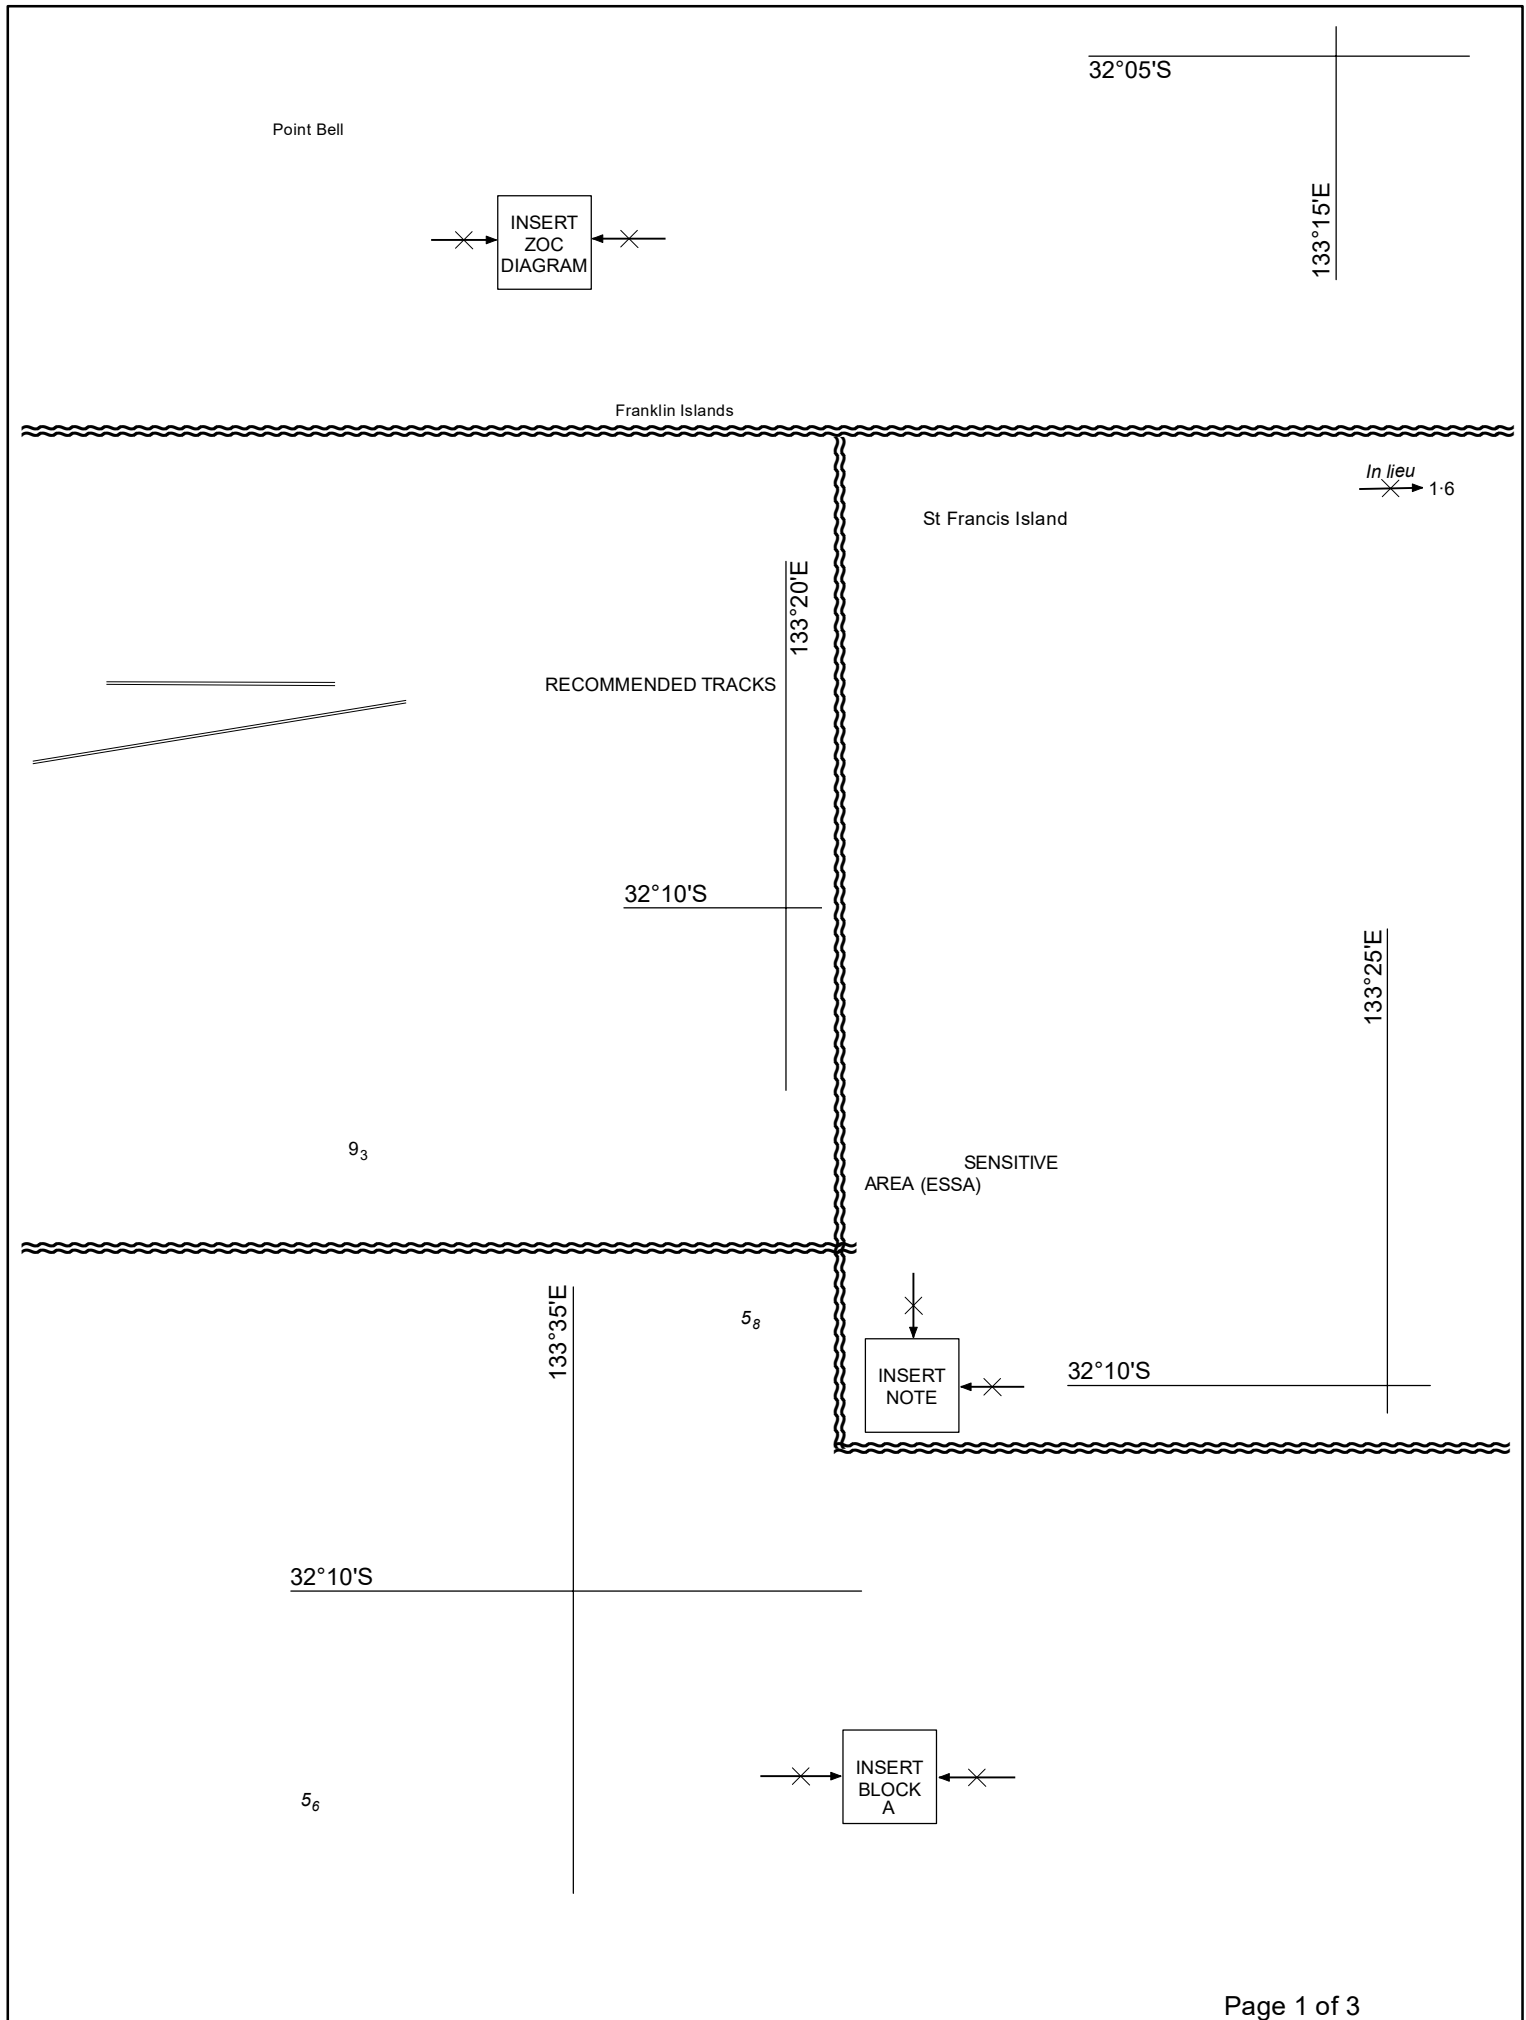 32°05'S
Point Bell
133°15'E
INSERT
ZOC
DIAGRAM
Franklin Islands
In lieu
1·6
St Francis Island
133°20'E
RECOMMENDED TRACKS
32°10'S
133°25'E
9₃
SENSITIVE
AREA (ESSA)
133°35'E
5₈
INSERT
NOTE
32°10'S
32°10'S
INSERT
BLOCK
A
5₆
Page 1 of 3